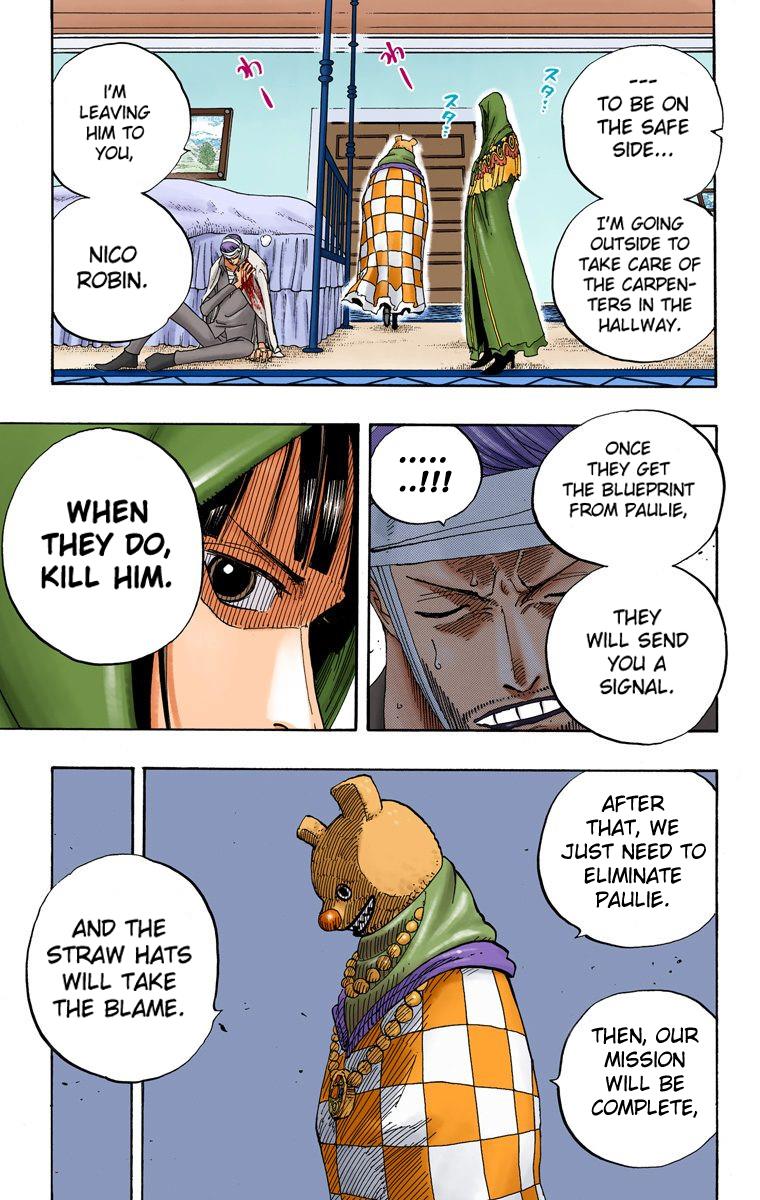 ---
TO BE ON
THE SAFE
SIDE...
I'M GOING
OUTSIDE TO
TAKE CARE OF
THE CARPEN-
TERS IN THE
HALLWAY.
スタ…
スタ…
わー
わー
I'M
LEAVING
HIM TO
YOU,
NICO
ROBIN.
ONCE
THEY GET
THE BLUEPRINT
FROM PAULIE,
THEY
WILL SEND
YOU A
SIGNAL.
.....
..!!!
WHEN
THEY DO,
KILL HIM.
AFTER
THAT, WE
JUST NEED TO
ELIMINATE
PAULIE.
THEN, OUR
MISSION
WILL BE
COMPLETE,
AND THE
STRAW HATS
WILL TAKE
THE BLAME.